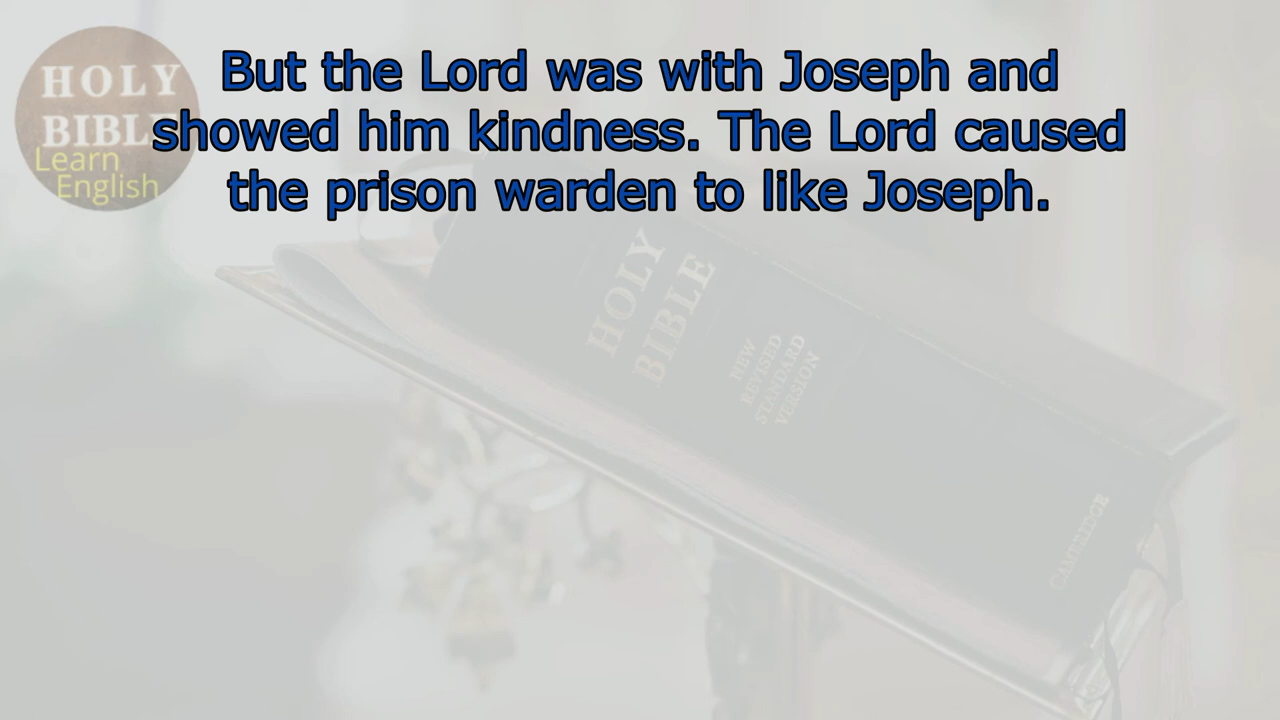 But the Lord was with Joseph and
showed him kindness. The Lord caused
the prison warden to like Joseph.
HOLY
BIBLE
Learn
English
HOLY
BIBLE
NEW
REVISED
STANDARD
VERSION
CAMBRIDGE